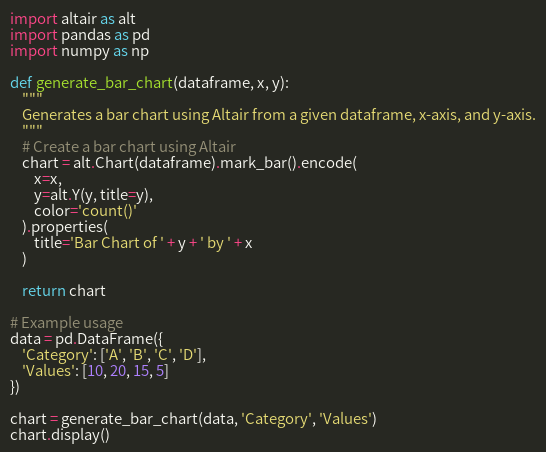 import altair as alt
import pandas as pd
import numpy as np

def generate_bar_chart(dataframe, x, y):
    """
    Generates a bar chart using Altair from a given dataframe, x-axis, and y-axis.
    """
    # Create a bar chart using Altair
    chart = alt.Chart(dataframe).mark_bar().encode(
        x=x,
        y=alt.Y(y, title=y),
        color='count()'
    ).properties(
        title='Bar Chart of ' + y + ' by ' + x
    )

    return chart

# Example usage
data = pd.DataFrame({
    'Category': ['A', 'B', 'C', 'D'],
    'Values': [10, 20, 15, 5]
})

chart = generate_bar_chart(data, 'Category', 'Values')
chart.display()